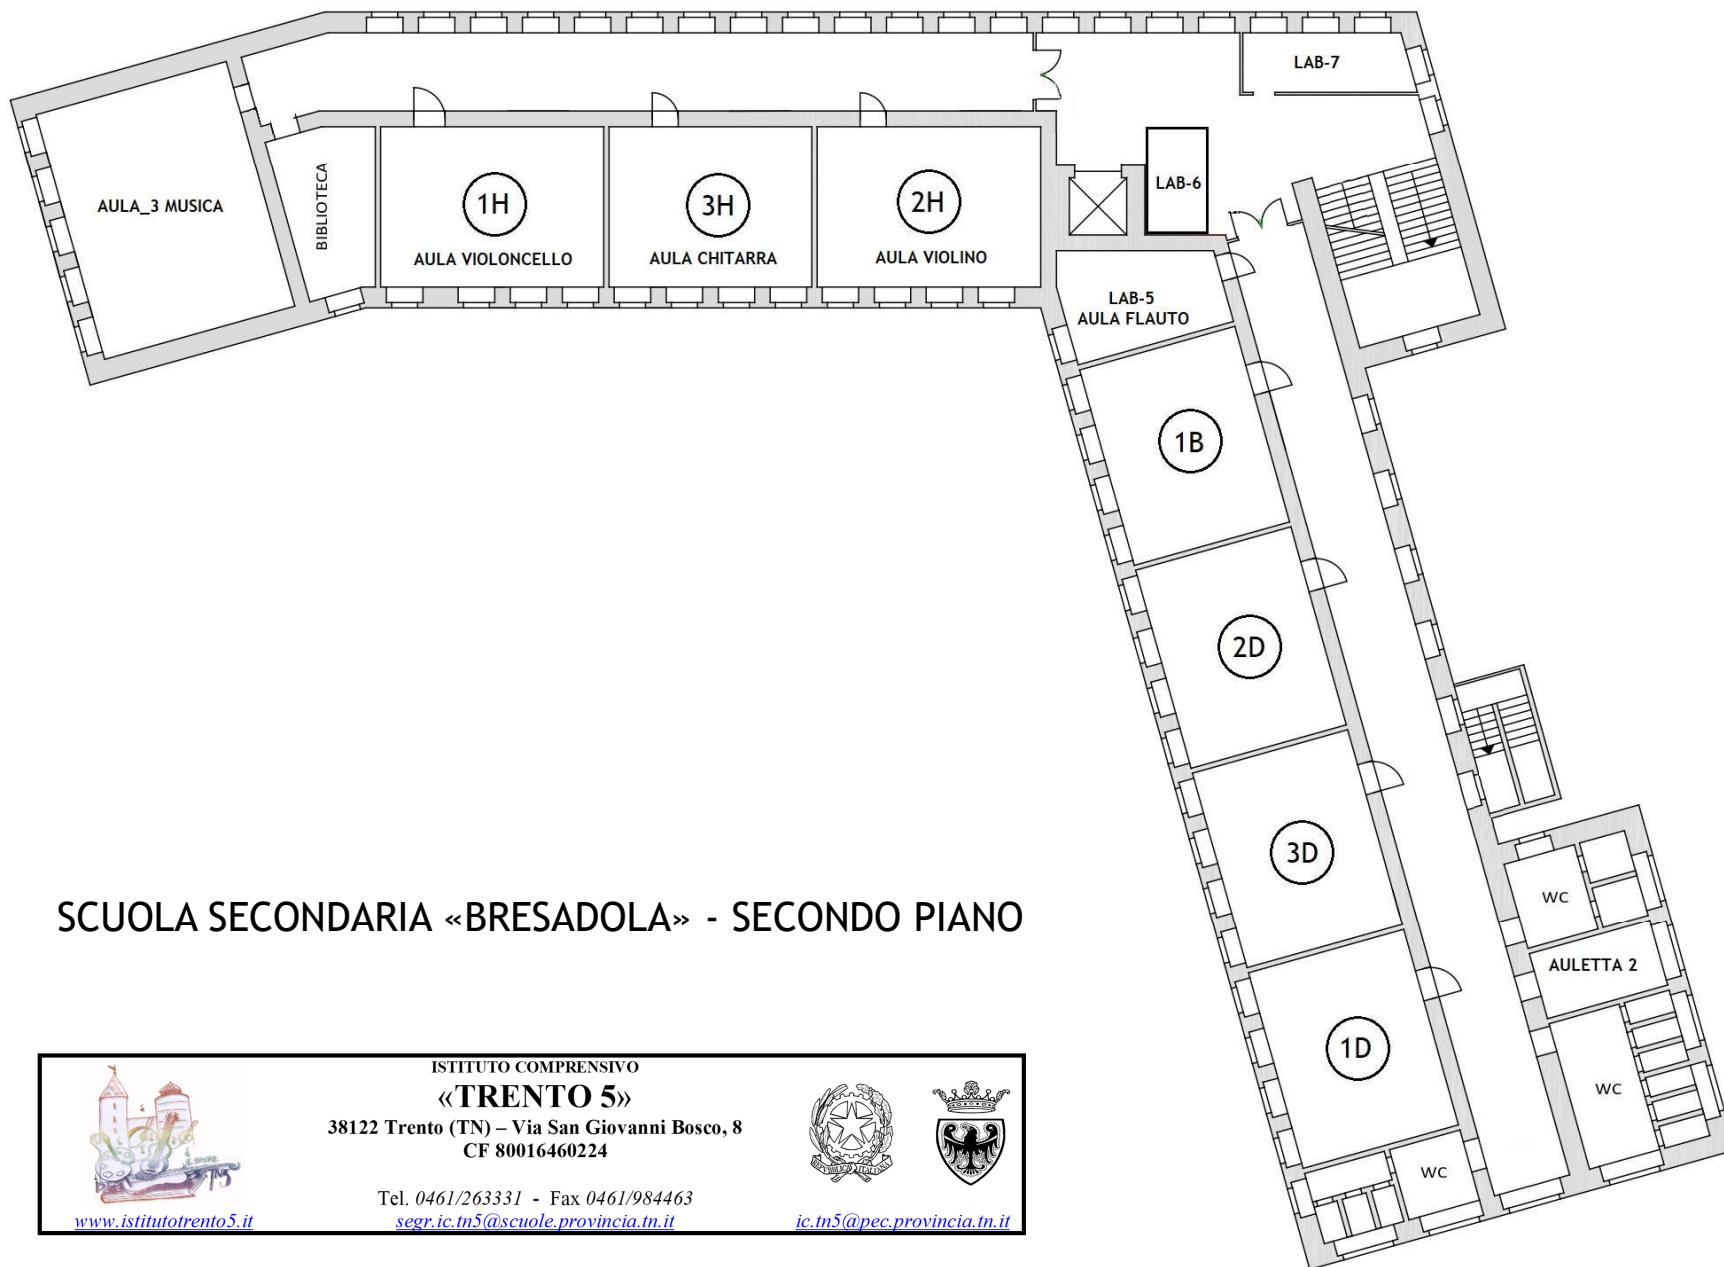 LAB-7
AULA_3 MUSICA
BIBLIOTECA
1H
AULA VIOLONCELLO
3H
AULA CHITARRA
2H
AULA VIOLINO
LAB-6
LAB-5
AULA FLAUTO
1B
2D
3D
1D
WC
AULETTA 2
WC
WC
SCUOLA SECONDARIA «BRESADOLA» - SECONDO PIANO
ISTITUTO COMPRENSIVO
«TRENTO 5»
38122 Trento (TN) – Via San Giovanni Bosco, 8
CF 80016460224
Tel. 0461/263331 - Fax 0461/984463
www.istitutotrento5.it segr.ic.tn5@scuole.provincia.tn.it ic.tn5@pec.provincia.tn.it
REPVBBLICA ITALIANA